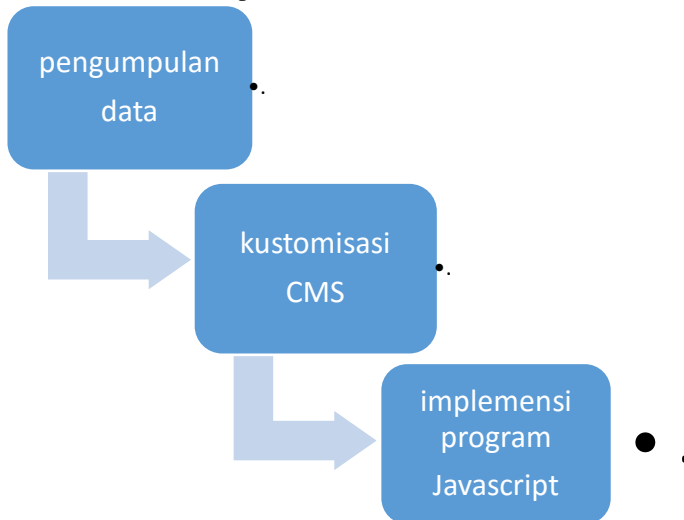 pengumpulan
data
•.
kustomisasi
CMS
•.
implemensi
program
Javascript
• .